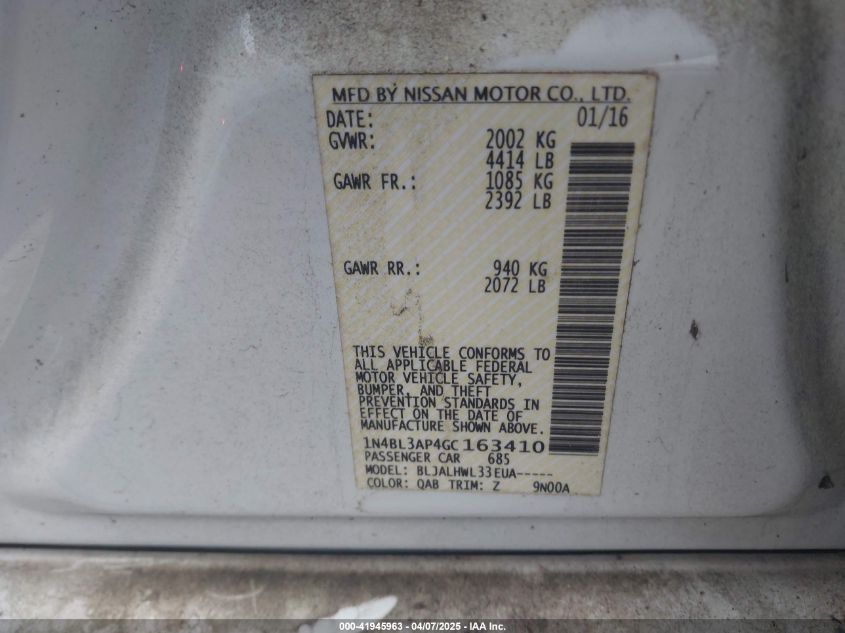 MFD BY NISSAN MOTOR CO., LTD.
DATE: 01/16
GVWR: 2002 KG
4414 LB
GAWR FR.: 1085 KG
2392 LB
GAWR RR.: 940 KG
2072 LB
THIS VEHICLE CONFORMS TO
ALL APPLICABLE FEDERAL
MOTOR VEHICLE SAFETY,
BUMPER, AND THEFT
PREVENTION STANDARDS IN
EFFECT ON THE DATE OF
MANUFACTURE SHOWN ABOVE.
1N4BL3AP4GC163410
PASSENGER CAR 685
MODEL: BLJALHWL33EUA-----
COLOR: QAB TRIM: Z 9N00A
000-41945963 - 04/07/2025 - IAA Inc.